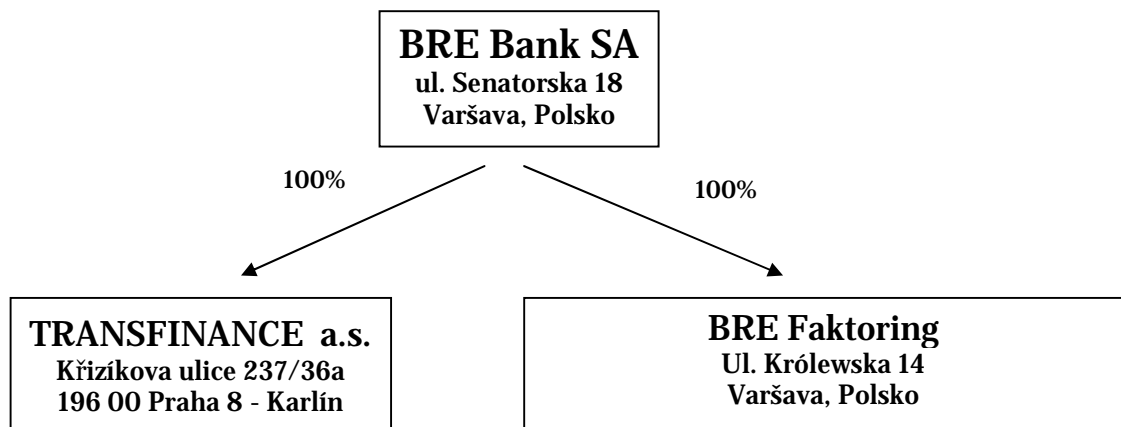 BRE Bank SA
ul. Senatorska 18
Varšava, Polsko
100%
100%
TRANSFINANCE a.s.
Křizíkova ulice 237/36a
196 00 Praha 8 - Karlín
BRE Faktoring
Ul. Królewska 14
Varšava, Polsko